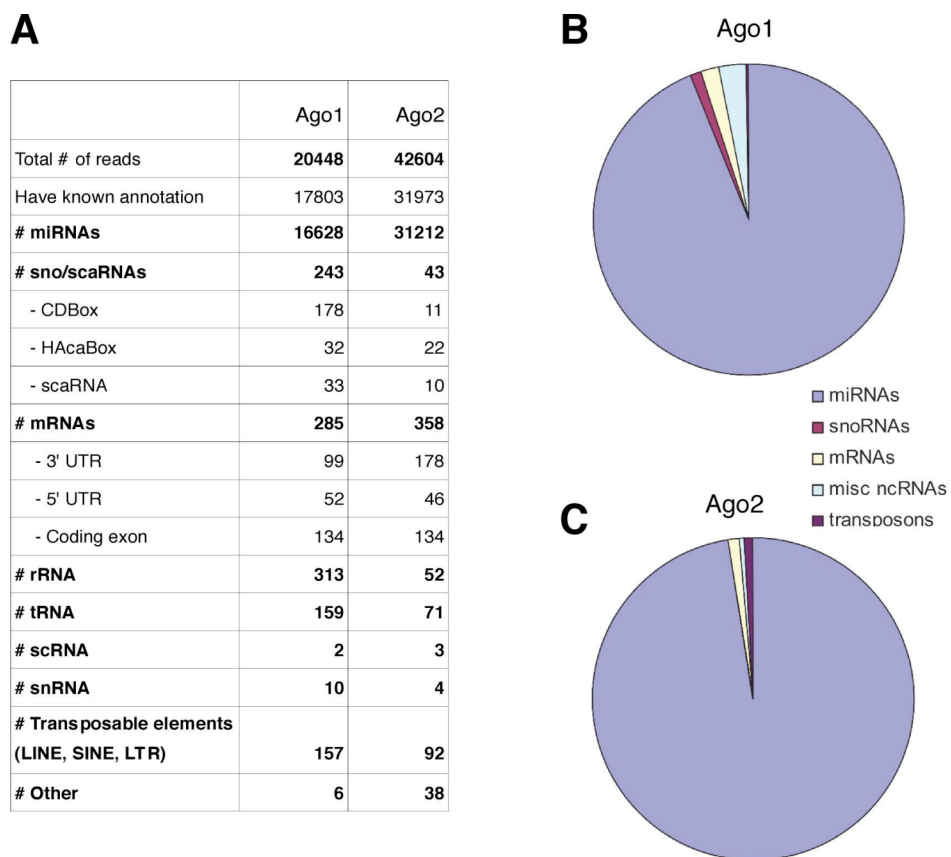 A
Ago1 Ago2
Total # of reads 20448 42604
Have known annotation 17803 31973
# miRNAs 16628 31212
# sno/scaRNAs 243 43
- CDBox 178 11
- HAcaBox 32 22
- scaRNA 33 10
# mRNAs 285 358
- 3' UTR 99 178
- 5' UTR 52 46
- Coding exon 134 134
# rRNA 313 52
# tRNA 159 71
# scRNA 2 3
# snRNA 10 4
# Transposable elements
(LINE, SINE, LTR) 157 92
# Other 6 38
B
Ago1
miRNAs
snoRNAs
mRNAs
misc ncRNAs
transposons
C
Ago2